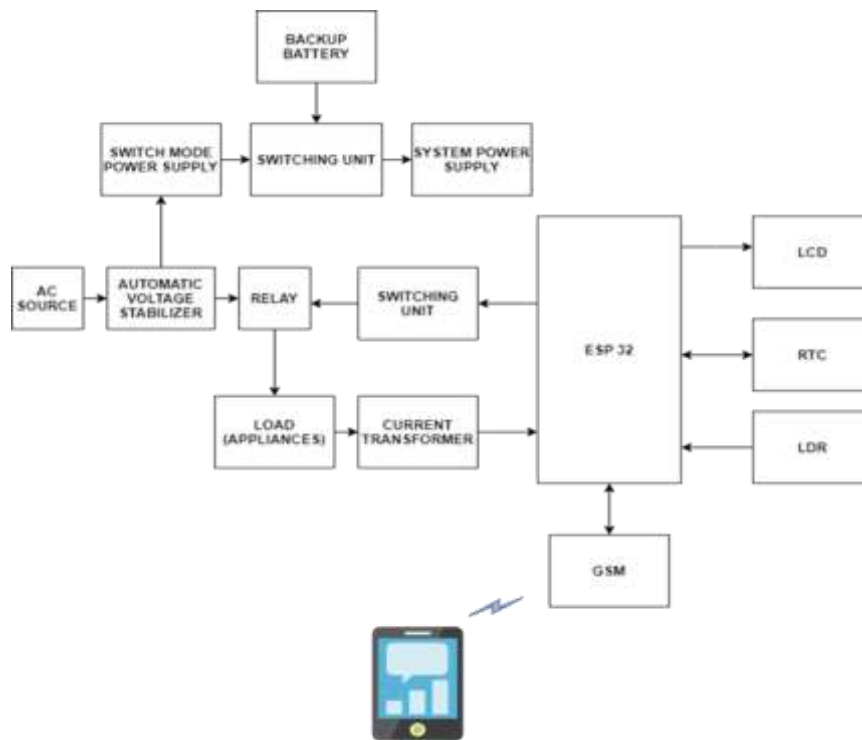 BACKUP
BATTERY
SWITCH MODE
POWER SUPPLY
SWITCHING UNIT
SYSTEM POWER
SUPPLY
AC
SOURCE
AUTOMATIC
VOLTAGE
STABILIZER
RELAY
SWITCHING
UNIT
ESP 32
LCD
RTC
LOAD
(APPLIANCES)
CURRENT
TRANSFORMER
LDR
GSM